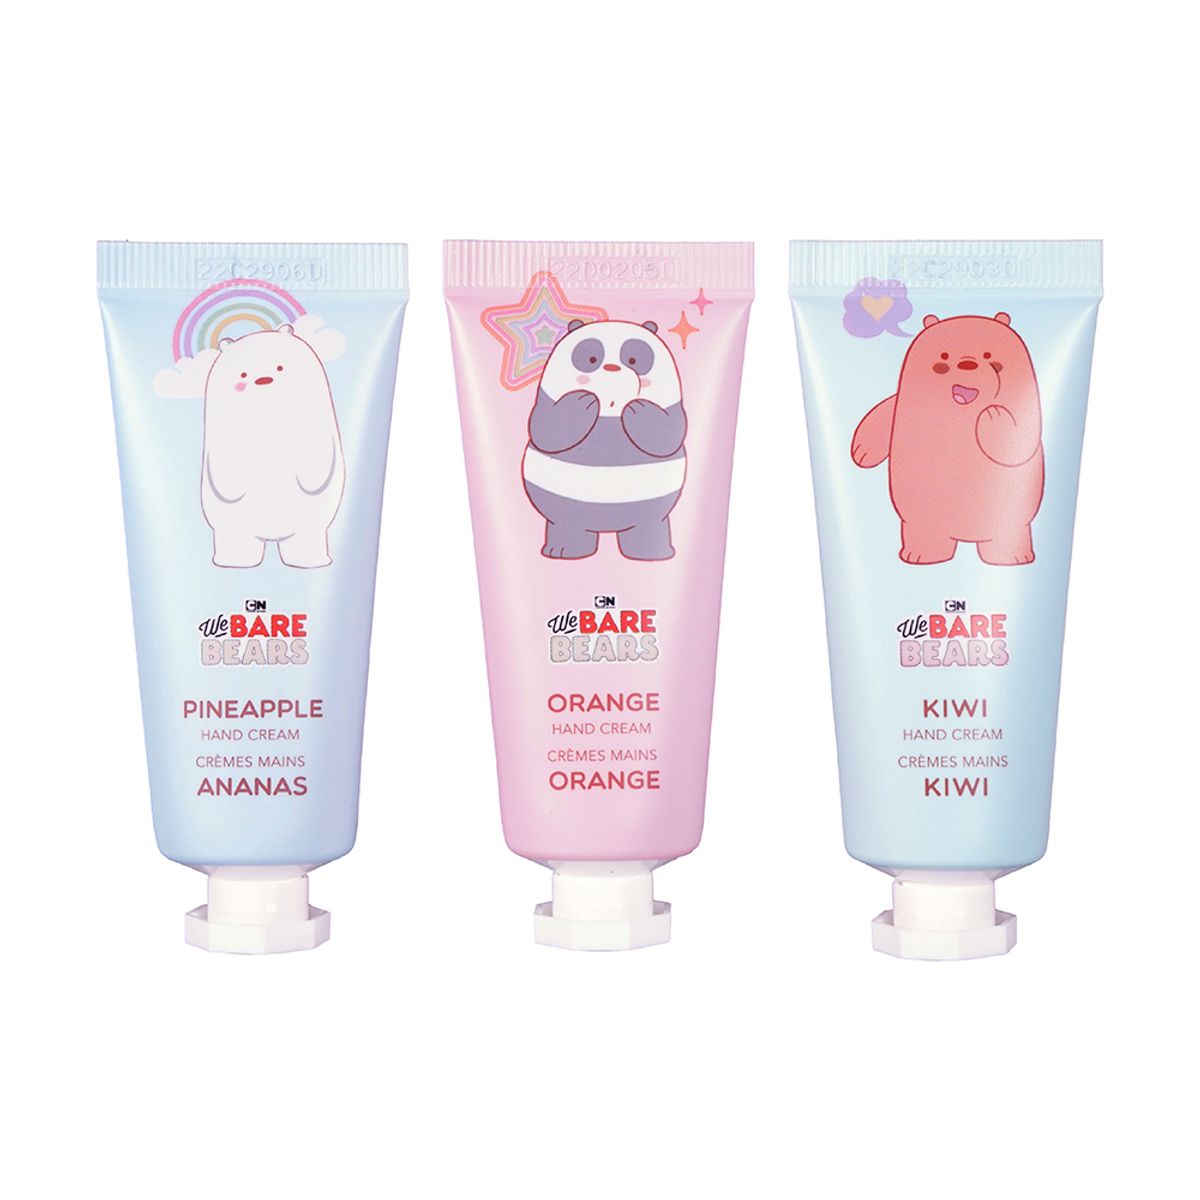 22C2906D
CN
We BARE
BEARS
PINEAPPLE
HAND CREAM
CRÈMES MAINS
ANANAS
22D0205D
CN
We BARE
BEARS
ORANGE
HAND CREAM
CRÈMES MAINS
ORANGE
22C2903D
CN
We BARE
BEARS
KIWI
HAND CREAM
CRÈMES MAINS
KIWI